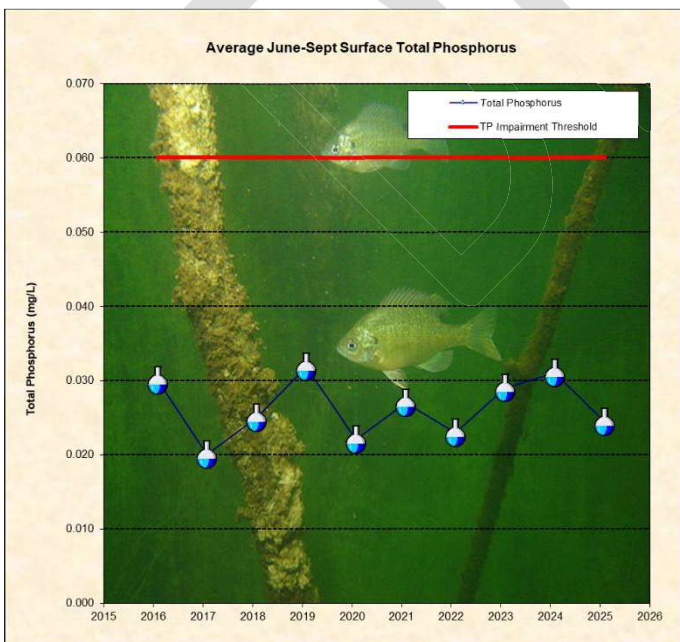 Average June-Sept Surface Total Phosphorus
Total Phosphorus
TP Impairment Threshold
Total Phosphorus (mg/L)
0.070
0.060
0.050
0.040
0.030
0.020
0.010
0.000
2015 2016 2017 2018 2019 2020 2021 2022 2023 2024 2025 2026